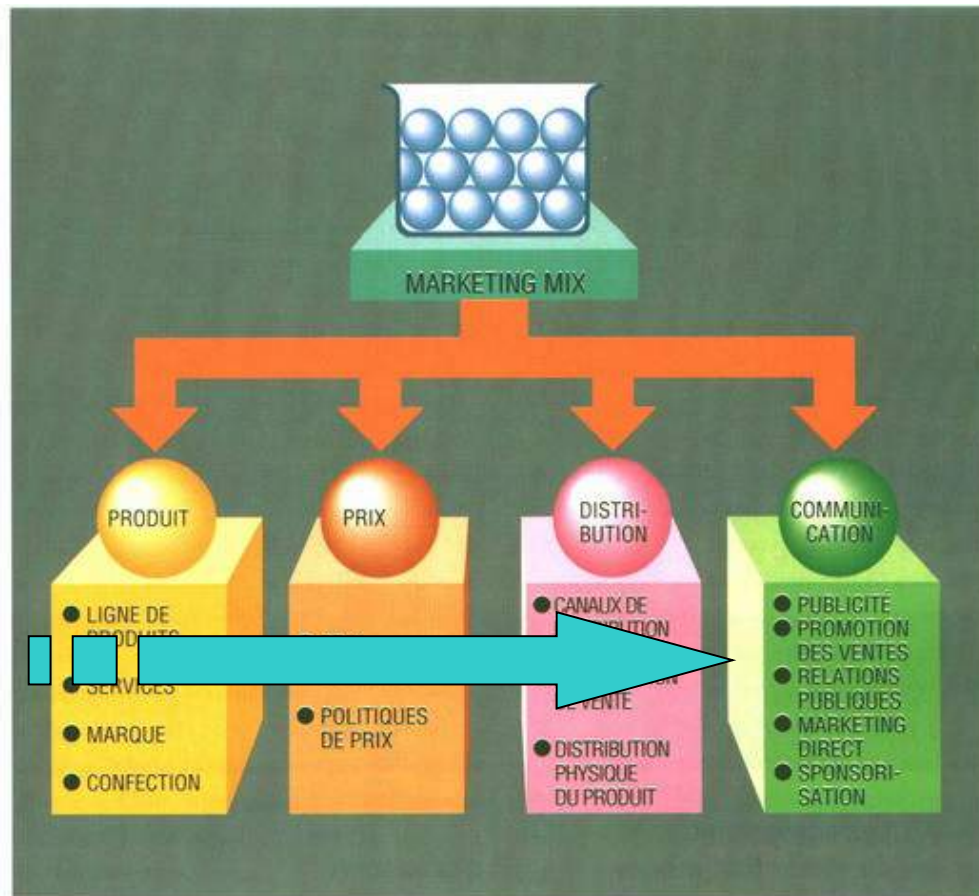 MARKETING MIX
PRODUIT
PRIX
DISTRI-
BUTION
COMMUNI-
CATION
● LIGNE DE
PRODUITS
● SERVICES
● MARQUE
● CONFECTION
● POLITIQUES
DE PRIX
● CANAUX DE
VENTE
● DISTRIBUTION
PHYSIQUE
DU PRODUIT
● PUBLICITÉ
● PROMOTION
DES VENTES
● RELATIONS
PUBLIQUES
● MARKETING
DIRECT
● SPONSORI-
SATION